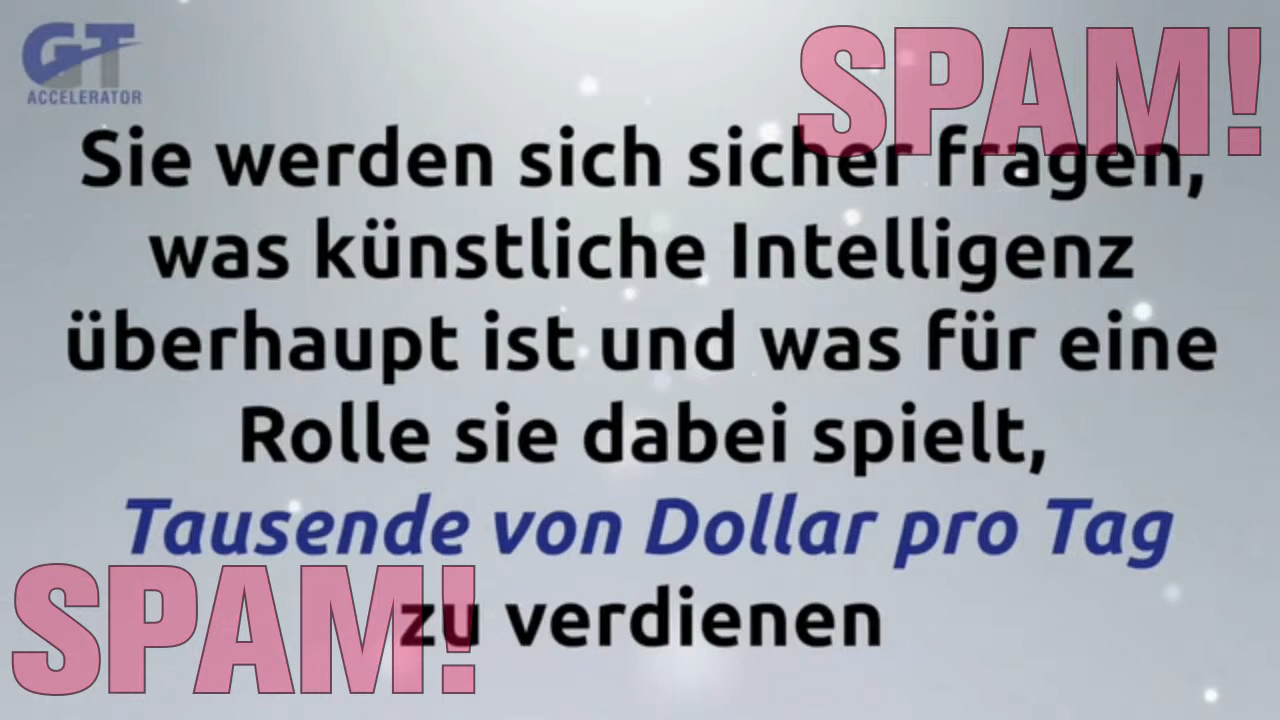 GT
ACCELERATOR
SPAM!
Sie werden sich sicher fragen,
was künstliche Intelligenz
überhaupt ist und was für eine
Rolle sie dabei spielt,
Tausende von Dollar pro Tag
zu verdienen
SPAM!